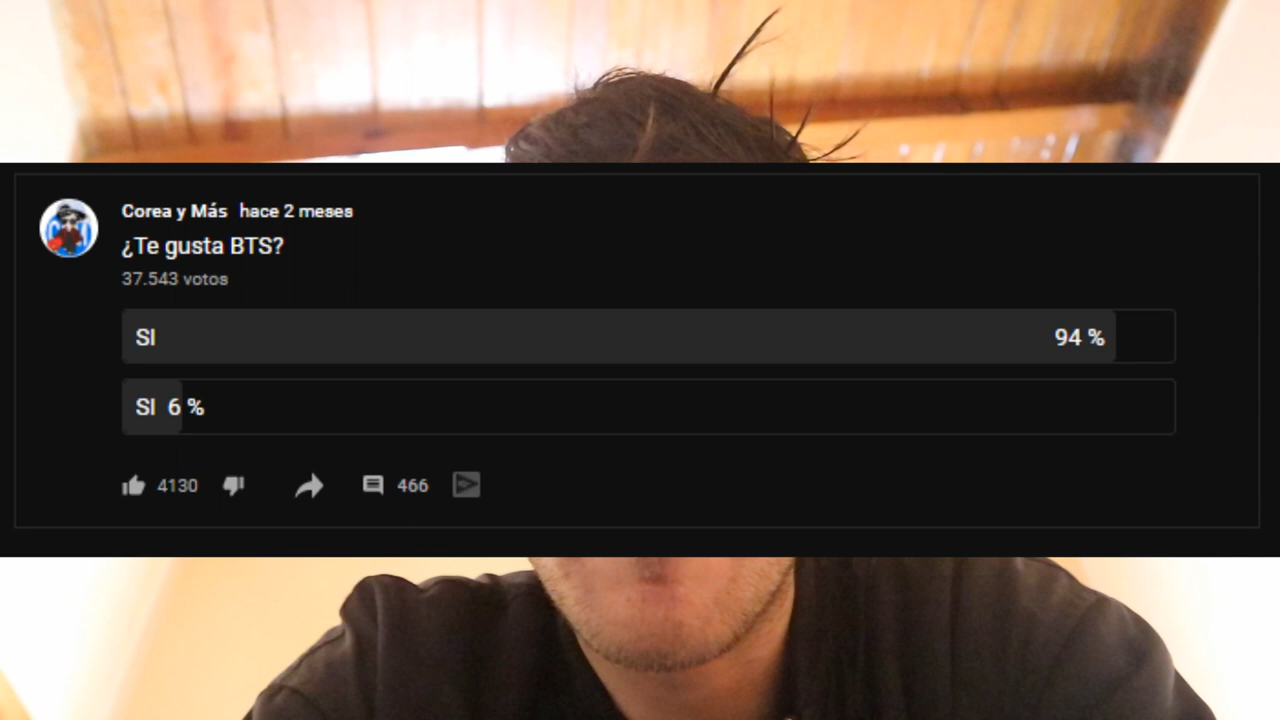 Corea y Más hace 2 meses
¿Te gusta BTS?
37.543 votos
SI 94 %
SI 6 %
4130 466